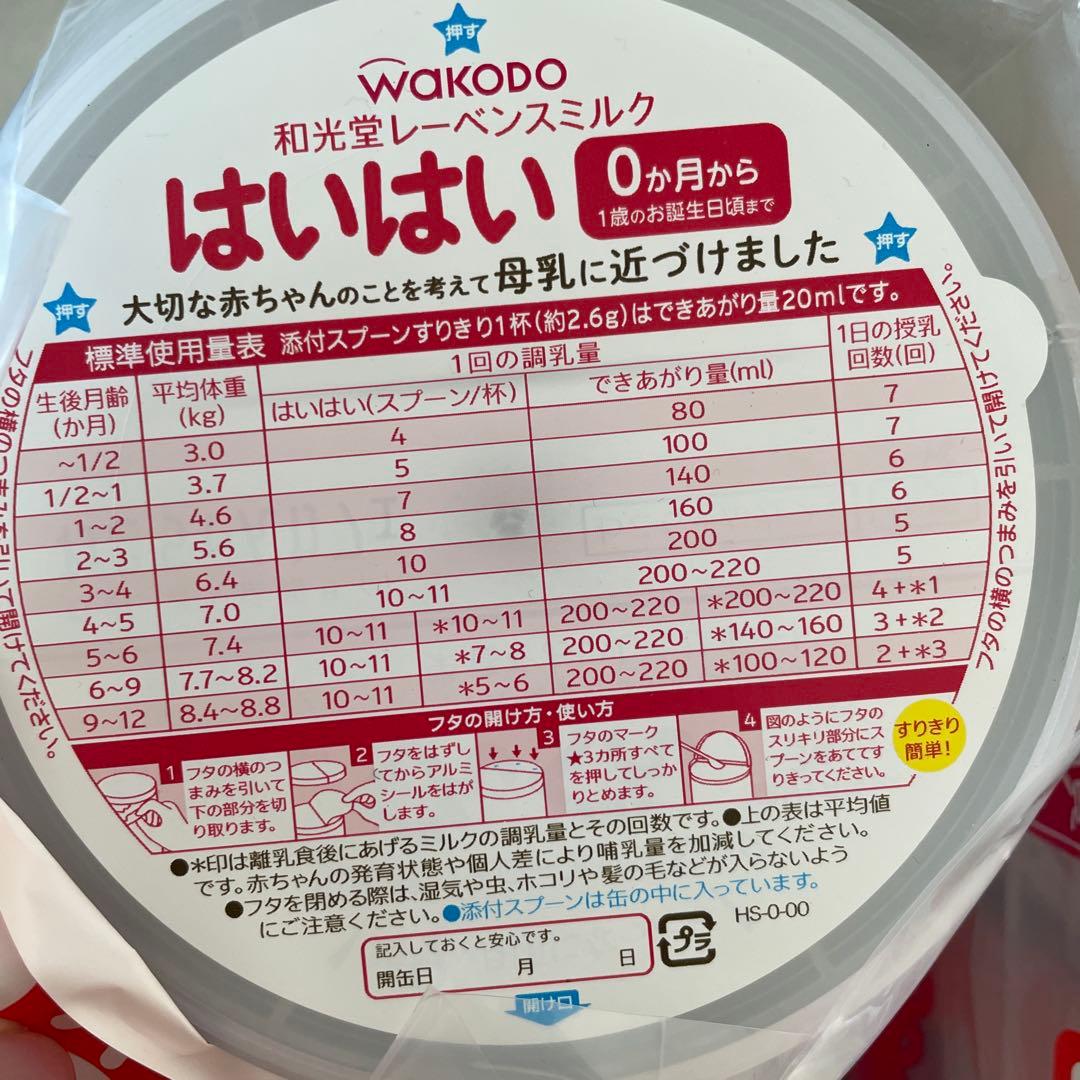 押す
WAKODO
和光堂レーベンスミルク
はいはい
0か月から
1歳のお誕生日頃まで
押す
押す
大切な赤ちゃんのことを考えて母乳に近づけました
標準使用量表 添付スプーンすりきり1杯(約2.6g)はできあがり量20mlです。
生後月齢(か月) 平均体重(kg) 1回の調乳量 1日の授乳回数(回)
はいはい(スプーン/杯) できあがり量(ml)
~1/2 3.0 4 80 7
1/2~1 3.7 5 100 7
1~2 4.6 7 140 6
2~3 5.6 8 160 6
3~4 6.4 10 200 5
4~5 7.0 10~11 200~220 5
5~6 7.4 10~11 *10~11 200~220 *200~220 4+*1
6~9 7.7~8.2 10~11 *7~8 200~220 *140~160 3+*2
9~12 8.4~8.8 10~11 *5~6 200~220 *100~120 2+*3
フタの横のつまみを引いて開けてください。
フタの横のつまみを引いて開けてください。
フタの開け方・使い方
1 フタの横のつ
まみを引いて
下の部分を切
り取ります。
2 フタをはずし
てからアルミ
シールをはが
します。
3 フタのマーク
★3カ所すべて
を押してしっか
りとめます。
4 図のようにフタの
スリキリ部分にス
プーンをあててす
りきってください。
すりきり
簡単!
●*印は離乳食後にあげるミルクの調乳量とその回数です。●上の表は平均値
です。赤ちゃんの発育状態や個人差により哺乳量を加減してください。
●フタを閉める際は、湿気や虫、ホコリや髪の毛などが入らないよう
にご注意ください。●添付スプーンは缶の中に入っています。
記入しておくと安心です。
開缶日 月 日
プラ
HS-0-00
開け口